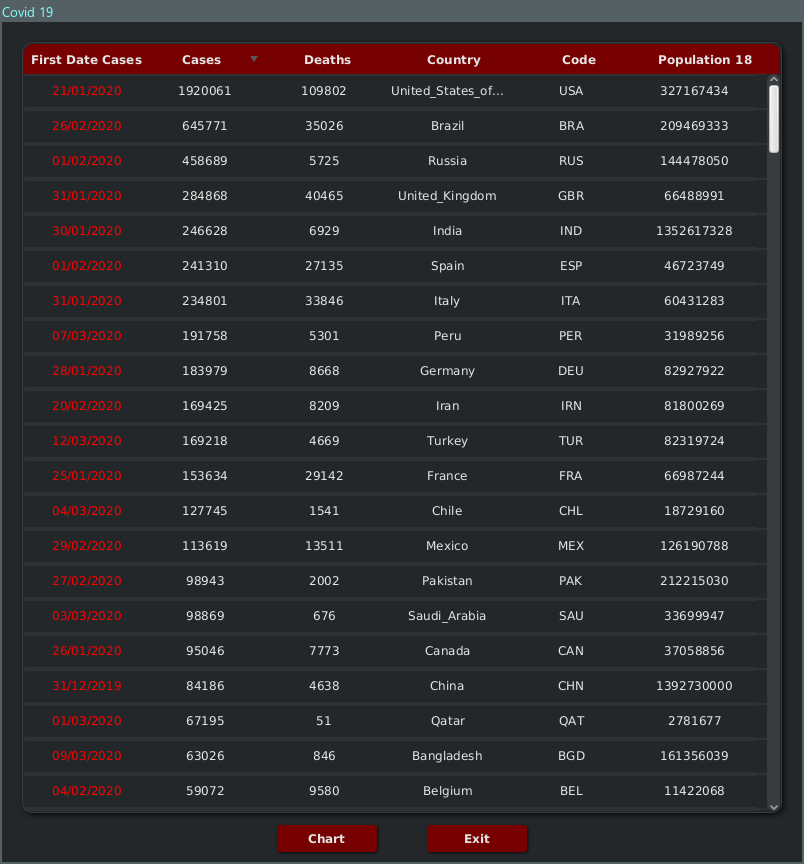 Covid 19
First Date Cases Cases Deaths Country Code Population 18
21/01/2020 1920061 109802 United_States_of... USA 327167434
26/02/2020 645771 35026 Brazil BRA 209469333
01/02/2020 458689 5725 Russia RUS 144478050
31/01/2020 284868 40465 United_Kingdom GBR 66488991
30/01/2020 246628 6929 India IND 1352617328
01/02/2020 241310 27135 Spain ESP 46723749
31/01/2020 234801 33846 Italy ITA 60431283
07/03/2020 191758 5301 Peru PER 31989256
28/01/2020 183979 8668 Germany DEU 82927922
20/02/2020 169425 8209 Iran IRN 81800269
12/03/2020 169218 4669 Turkey TUR 82319724
25/01/2020 153634 29142 France FRA 66987244
04/03/2020 127745 1541 Chile CHL 18729160
29/02/2020 113619 13511 Mexico MEX 126190788
27/02/2020 98943 2002 Pakistan PAK 212215030
03/03/2020 98869 676 Saudi_Arabia SAU 33699947
26/01/2020 95046 7773 Canada CAN 37058856
31/12/2019 84186 4638 China CHN 1392730000
01/03/2020 67195 51 Qatar QAT 2781677
09/03/2020 63026 846 Bangladesh BGD 161356039
04/02/2020 59072 9580 Belgium BEL 11422068
Chart Exit